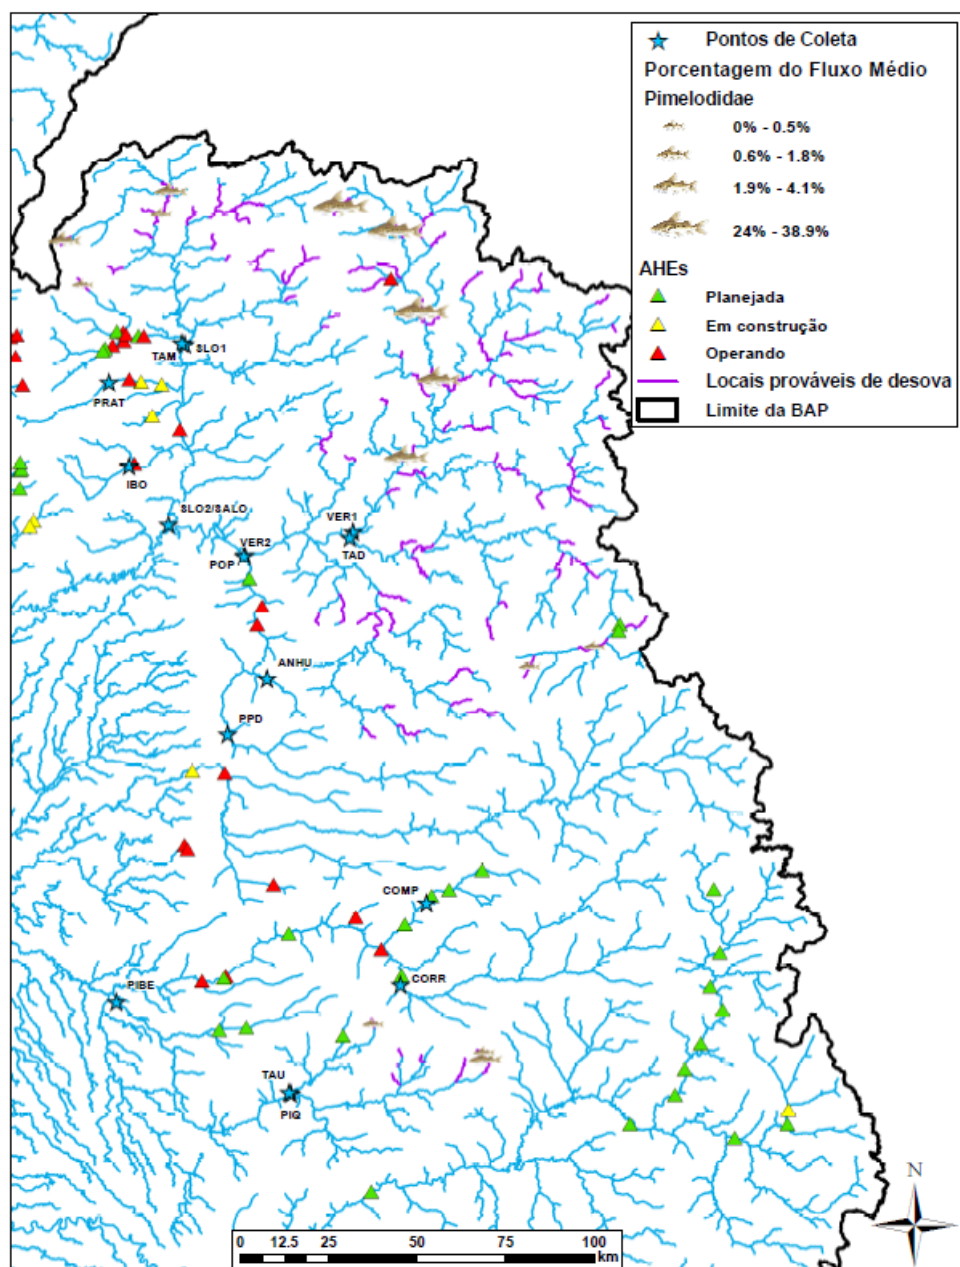 Pontos de Coleta
Porcentagem do Fluxo Médio
Pimelodidae
0% - 0.5%
0.6% - 1.8%
1.9% - 4.1%
24% - 38.9%
AHEs
Planejada
Em construção
Operando
Locais prováveis de desova
Limite da BAP
TAM
SLO1
PRAT
IBO
SLO2/SALO
VER1
VER2
TAD
POP
ANHU
PPD
COMP
CORR
PIBE
TAU
PIQ
N
0 12.5 25 50 75 100
km